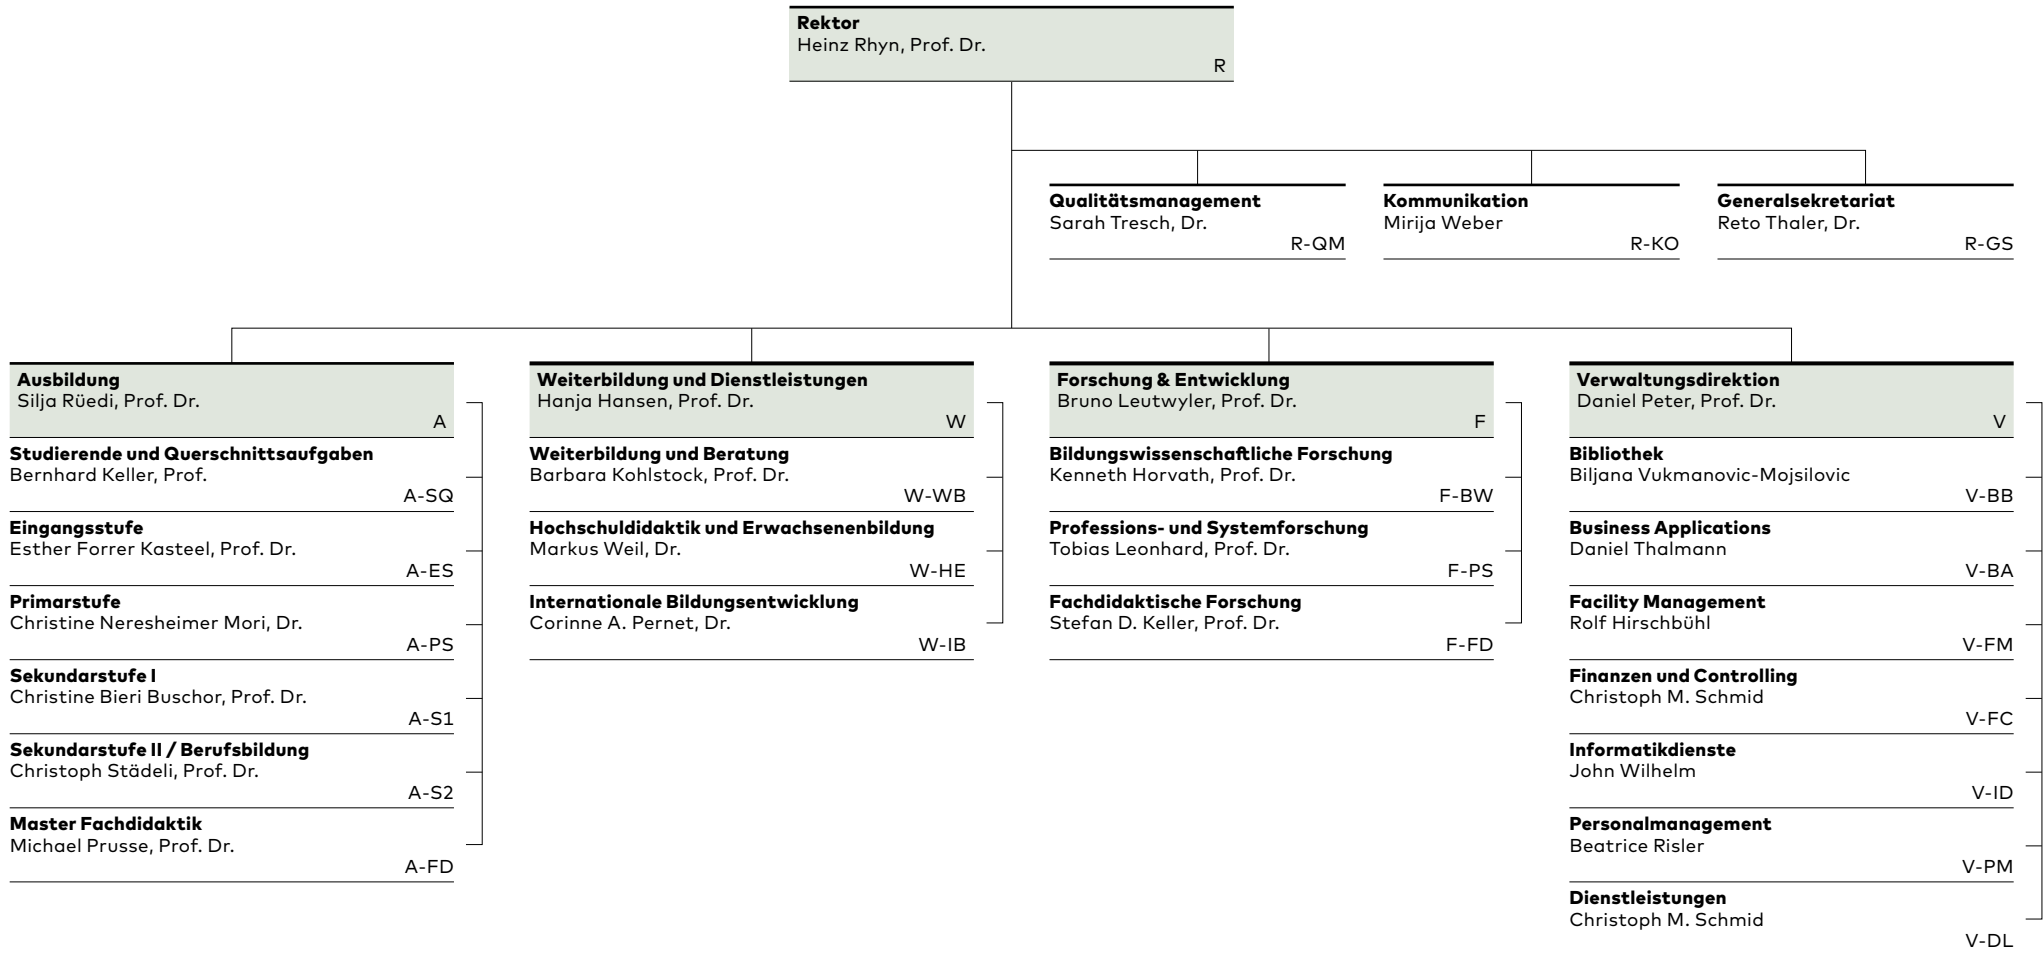 Rektor
Heinz Rhyn, Prof. Dr.
R
Qualitätsmanagement
Sarah Tresch, Dr.
R-QM
Kommunikation
Mirija Weber
R-KO
Generalsekretariat
Reto Thaler, Dr.
R-GS
Ausbildung
Silja Rüedi, Prof. Dr.
A
Studierende und Querschnittsaufgaben
Bernhard Keller, Prof.
A-SQ
Eingangsstufe
Esther Forrer Kasteel, Prof. Dr.
A-ES
Primarstufe
Christine Neresheimer Mori, Dr.
A-PS
Sekundarstufe I
Christine Bieri Buschor, Prof. Dr.
A-S1
Sekundarstufe II / Berufsbildung
Christoph Städeli, Prof. Dr.
A-S2
Master Fachdidaktik
Michael Prusse, Prof. Dr.
A-FD
Weiterbildung und Dienstleistungen
Hanja Hansen, Prof. Dr.
W
Weiterbildung und Beratung
Barbara Kohlstock, Prof. Dr.
W-WB
Hochschuldidaktik und Erwachsenenbildung
Markus Weil, Dr.
W-HE
Internationale Bildungsentwicklung
Corinne A. Pernet, Dr.
W-IB
Forschung & Entwicklung
Bruno Leutwyler, Prof. Dr.
F
Bildungswissenschaftliche Forschung
Kenneth Horvath, Prof. Dr.
F-BW
Professions- und Systemforschung
Tobias Leonhard, Prof. Dr.
F-PS
Fachdidaktische Forschung
Stefan D. Keller, Prof. Dr.
F-FD
Verwaltungsdirektion
Daniel Peter, Prof. Dr.
V
Bibliothek
Biljana Vukmanovic-Mojsilovic
V-BB
Business Applications
Daniel Thalmann
V-BA
Facility Management
Rolf Hirschbühl
V-FM
Finanzen und Controlling
Christoph M. Schmid
V-FC
Informatikdienste
John Wilhelm
V-ID
Personalmanagement
Beatrice Risler
V-PM
Dienstleistungen
Christoph M. Schmid
V-DL